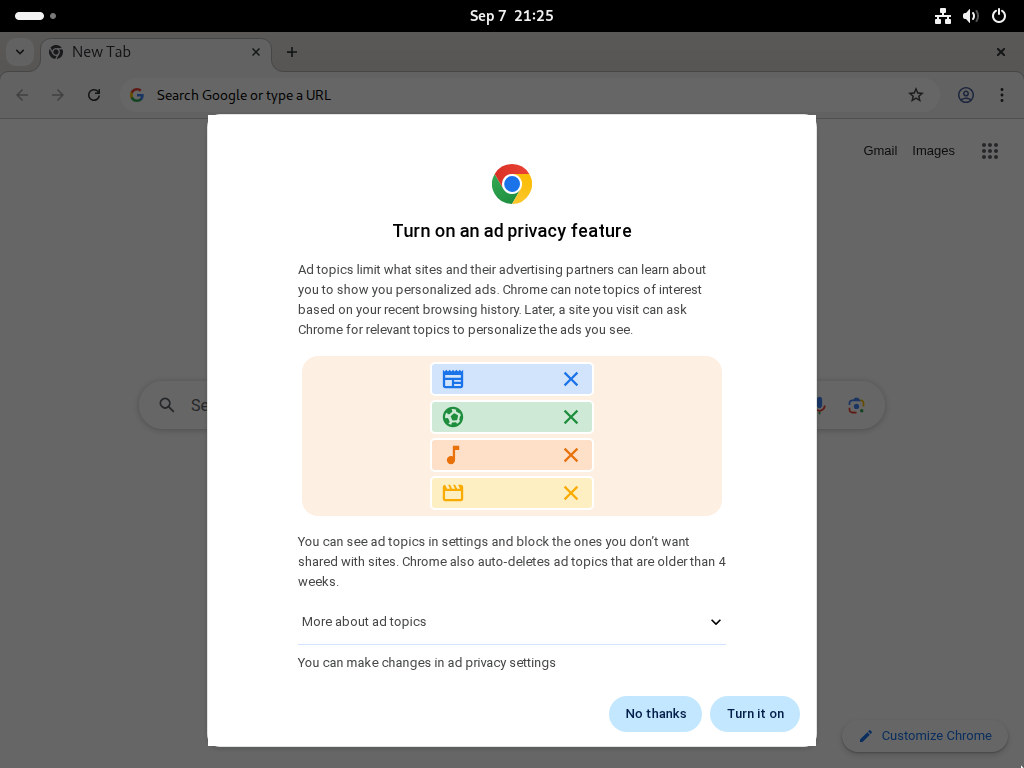 Sep 7 21:25
New Tab
Search Google or type a URL
Gmail Images
Turn on an ad privacy feature
Ad topics limit what sites and their advertising partners can learn about
you to show you personalized ads. Chrome can note topics of interest
based on your recent browsing history. Later, a site you visit can ask
Chrome for relevant topics to personalize the ads you see.
Se
You can see ad topics in settings and block the ones you don’t want
shared with sites. Chrome also auto-deletes ad topics that are older than 4
weeks.
More about ad topics
You can make changes in ad privacy settings
No thanks Turn it on
Customize Chrome